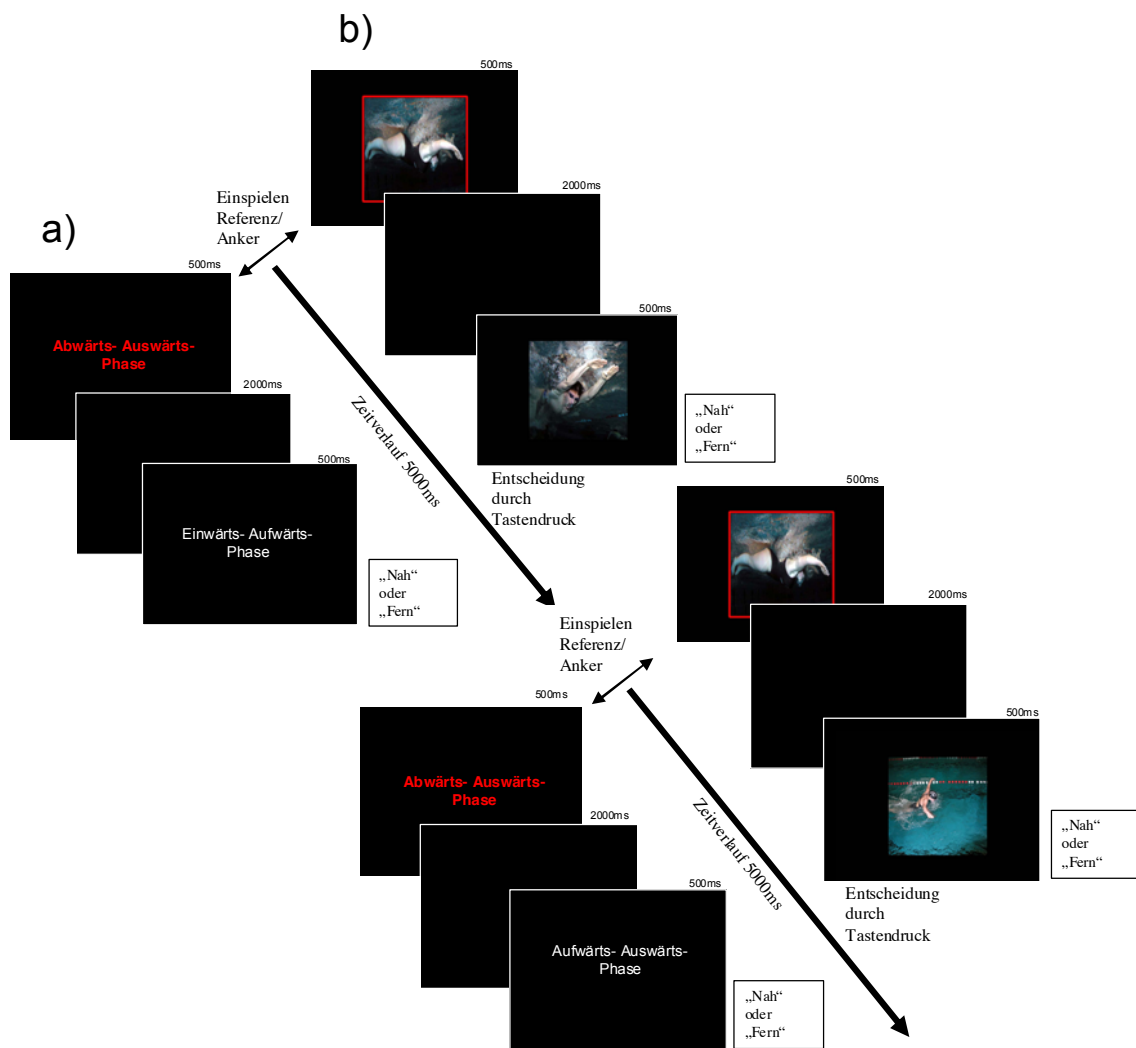 b)
500ms
2000ms
Einspielen
Referenz/
Anker
a)
500ms
Abwärts- Auswärts-
Phase
2000ms
500ms
Einwärts- Aufwärts-
Phase
„Nah“
oder
„Fern“
Zeitverlauf 5000ms
500ms
„Nah“
oder
„Fern“
Entscheidung
durch
Tastendruck
500ms
2000ms
Einspielen
Referenz/
Anker
500ms
Abwärts- Auswärts-
Phase
2000ms
500ms
Aufwärts- Auswärts-
Phase
„Nah“
oder
„Fern“
Zeitverlauf 5000ms
500ms
„Nah“
oder
„Fern“
Entscheidung
durch
Tastendruck